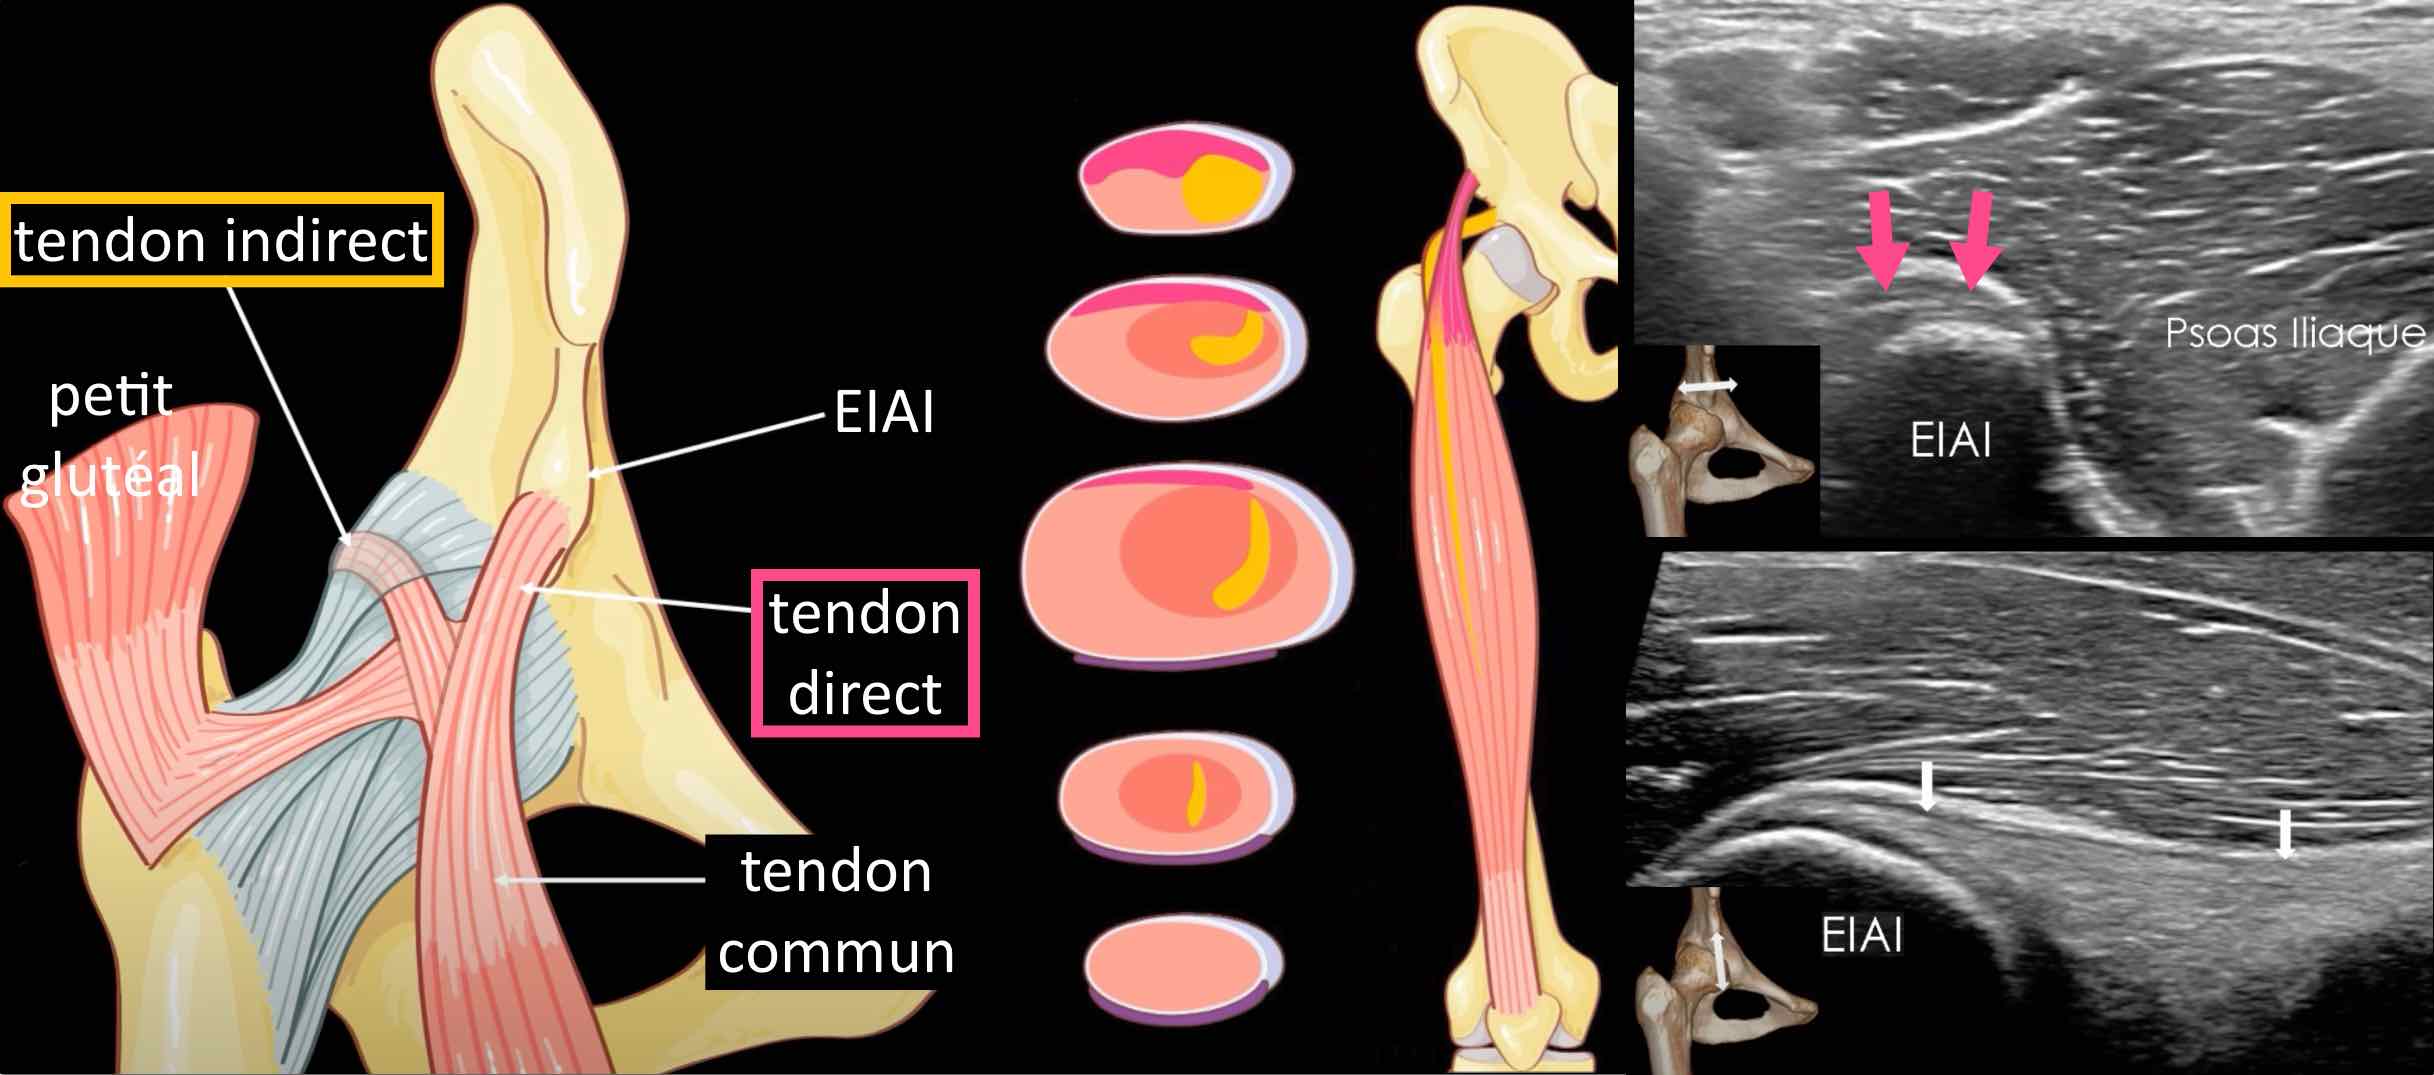 tendon indirect
petit
glutéal
EIAI
tendon
direct
tendon
commun
Psoas Iliaque
EIAI
EIAI